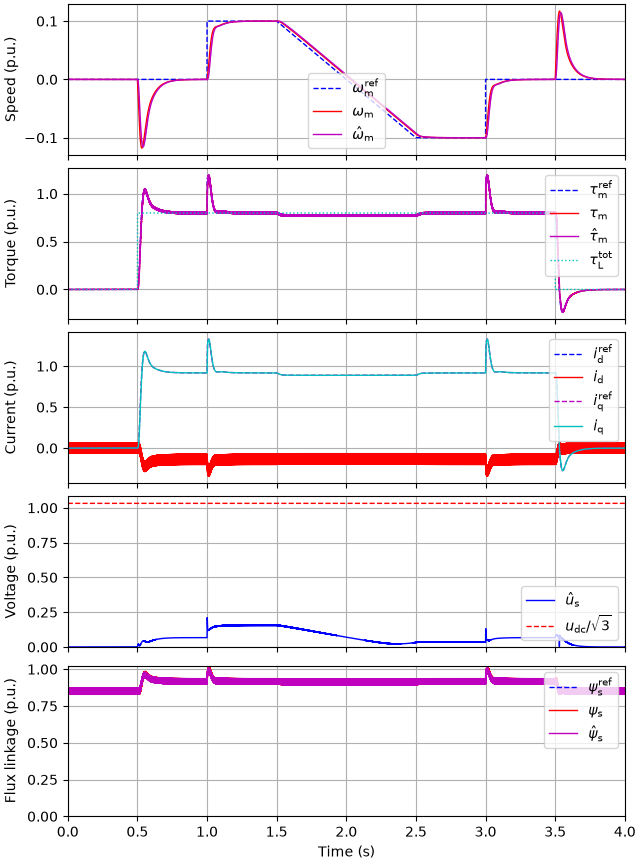 0.1
0.0
−0.1
Speed (p.u.)
ω_m^ref
ω_m
ω̂_m
1.0
0.5
0.0
Torque (p.u.)
τ_m^ref
τ_m
τ̂_m
τ_L^tot
1.0
0.5
0.0
Current (p.u.)
i_d^ref
i_d
i_q^ref
i_q
1.00
0.75
0.50
0.25
0.00
Voltage (p.u.)
û_s
u_dc/√3
1.00
0.75
0.50
0.25
0.00
Flux linkage (p.u.)
ψ_s^ref
ψ_s
ψ̂_s
0.0 0.5 1.0 1.5 2.0 2.5 3.0 3.5 4.0
Time (s)